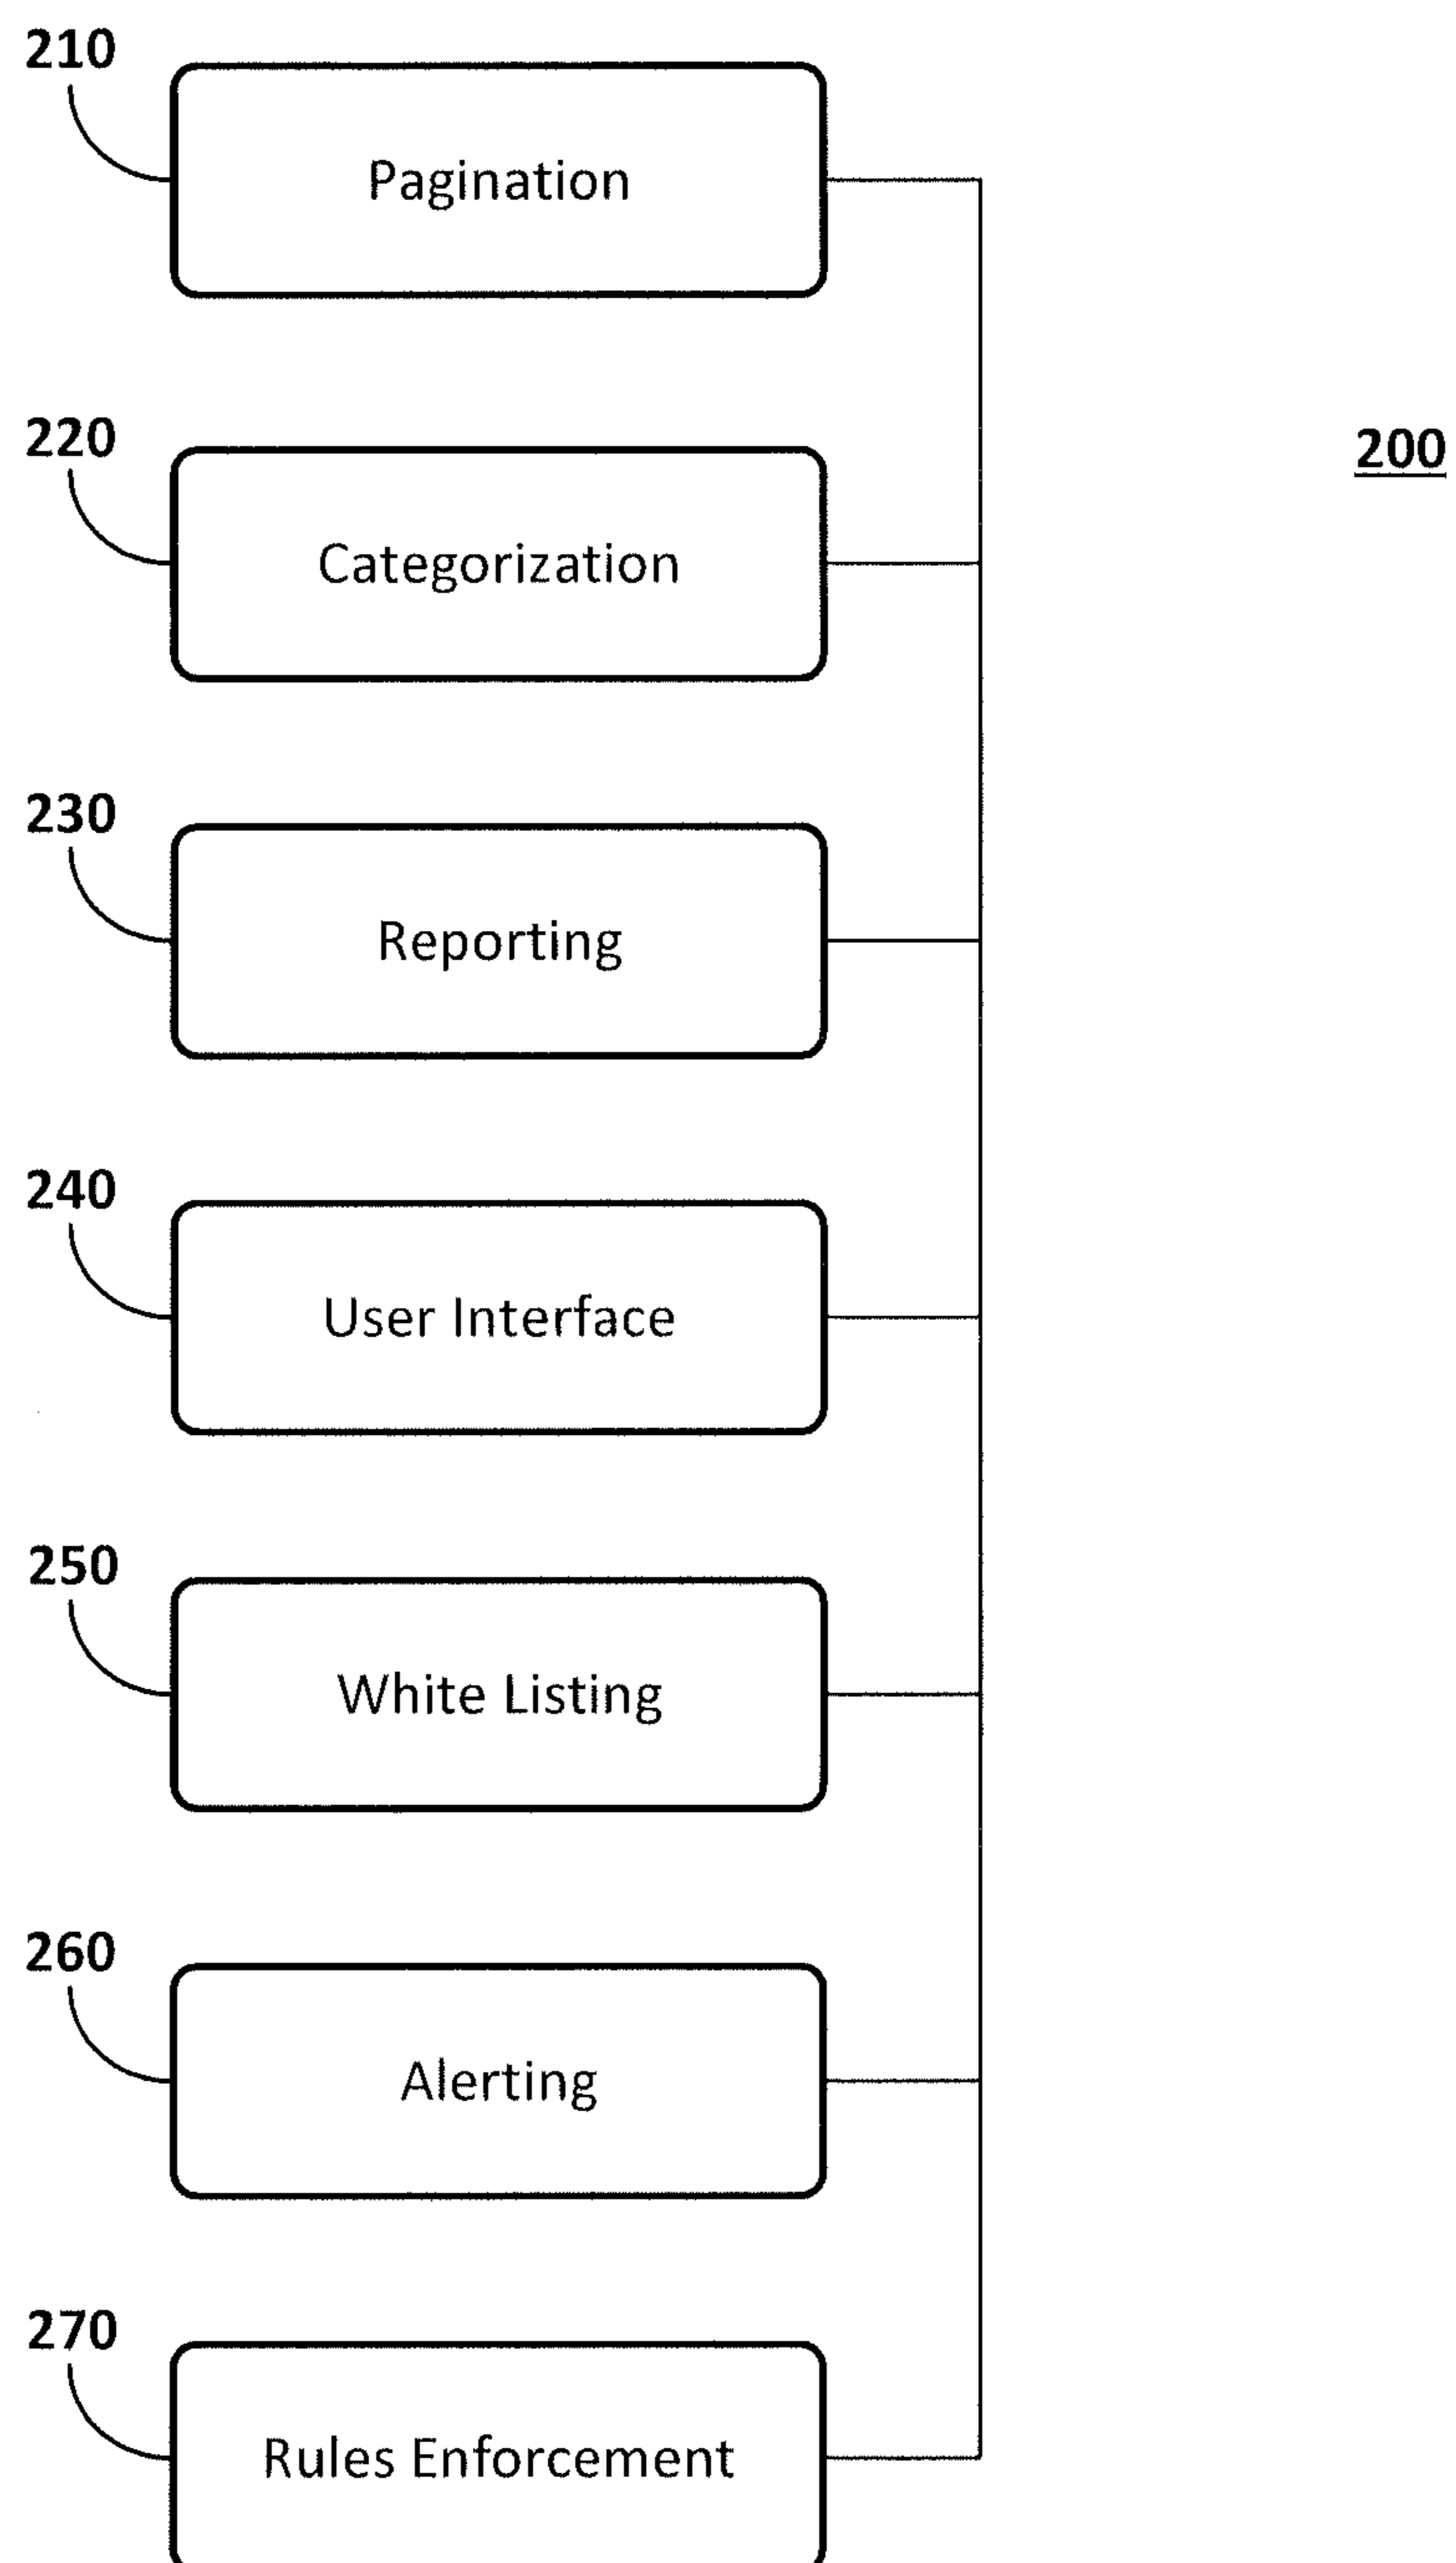 210
Pagination
220
200
Categorization
230
Reporting
240
User Interface
250
White Listing
260
Alerting
270
Rules Enforcement